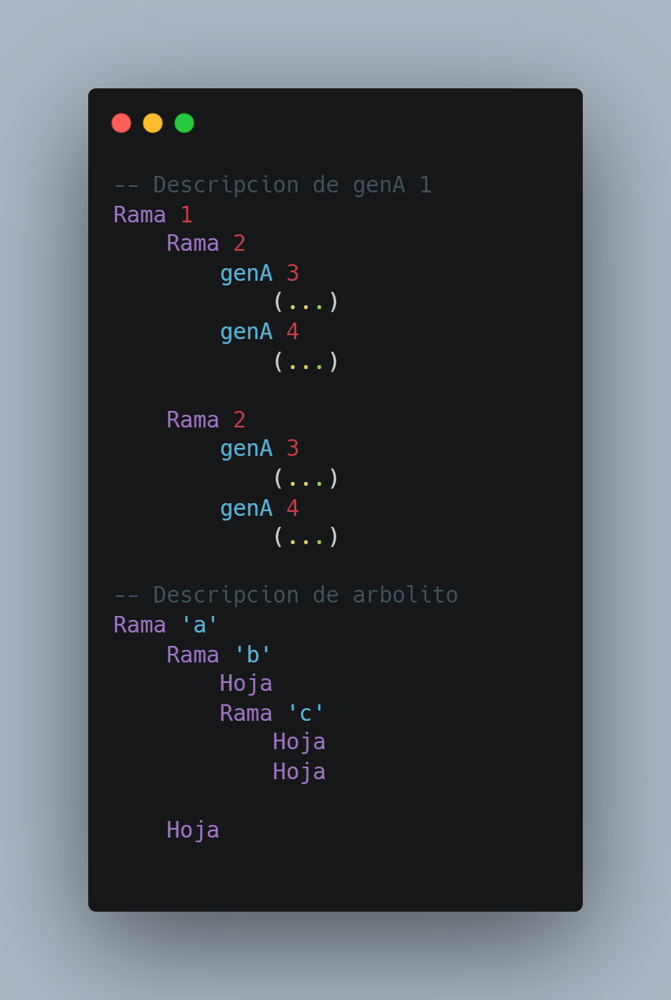 -- Descripcion de genA 1
Rama 1
    Rama 2
        genA 3
            (...)
        genA 4
            (...)

    Rama 2
        genA 3
            (...)
        genA 4
            (...)

-- Descripcion de arbolito
Rama 'a'
    Rama 'b'
        Hoja
        Rama 'c'
            Hoja
            Hoja

    Hoja